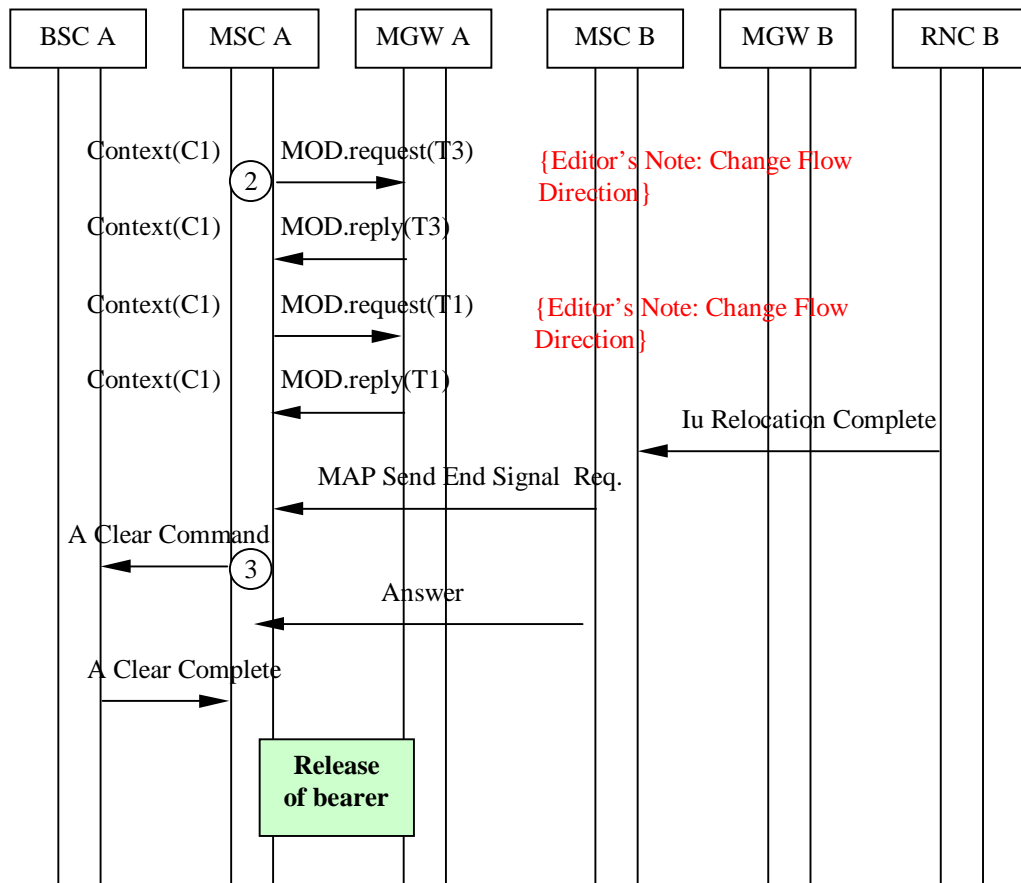 BSC A MSC A MGW A MSC B MGW B RNC B
Context(C1) MOD.request(T3)
2
{Editor’s Note: Change Flow
Direction}
Context(C1) MOD.reply(T3)
Context(C1) MOD.request(T1)
{Editor’s Note: Change Flow
Direction}
Context(C1) MOD.reply(T1)
Iu Relocation Complete
MAP Send End Signal  Req.
A Clear Command
3
Answer
A Clear Complete
Release
of bearer